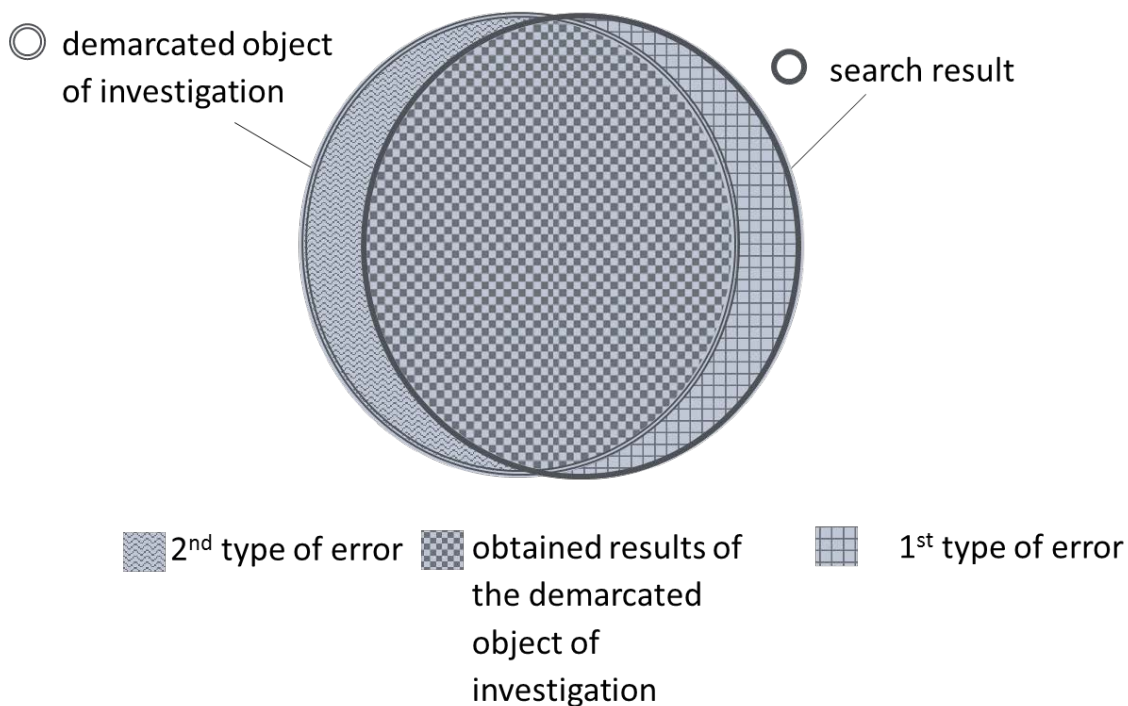 demarcated object
of investigation
search result
2nd type of error
obtained results of
the demarcated
object of
investigation
1st type of error